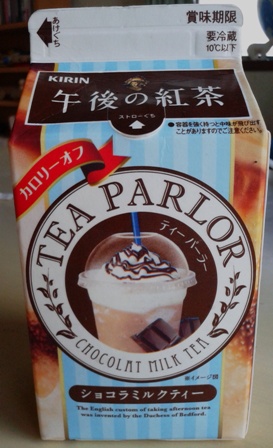 あけぐち
賞味期限
要冷蔵
10℃以下
KIRIN
午後の紅茶
ストローぐち
●容器を強く持つと中味が飛び出す
ことがありますのでご注意ください。
カロリーオフ
TEA PARLOR
ティーパーラー
CHOCOLAT MILK TEA
※イメージ図
ショコラミルクティー
The English custom of taking afternoon tea
was invented by the Duchess of Bedford.